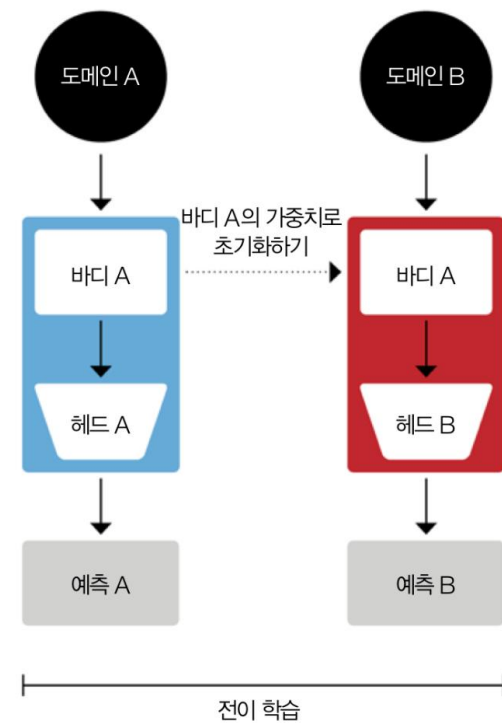 도메인 A
도메인 B
바디 A의 가중치로
초기화하기
바디 A
바디 A
헤드 A
헤드 B
예측 A
예측 B
전이 학습